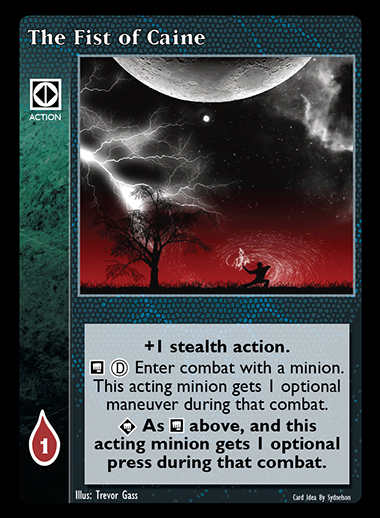 The Fist of Caine
ACTION
+1 stealth action.
D Enter combat with a minion.
This acting minion gets 1 optional
maneuver during that combat.
As above, and this
acting minion gets 1 optional
press during that combat.
1
Illus: Trevor Gass
Card Idea By Sydnelson